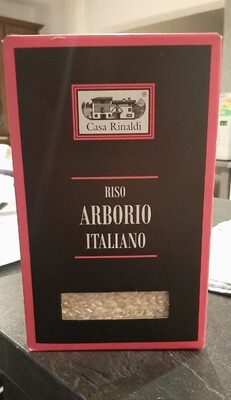 ®
Casa Rinaldi
RISO
ARBORIO
ITALIANO